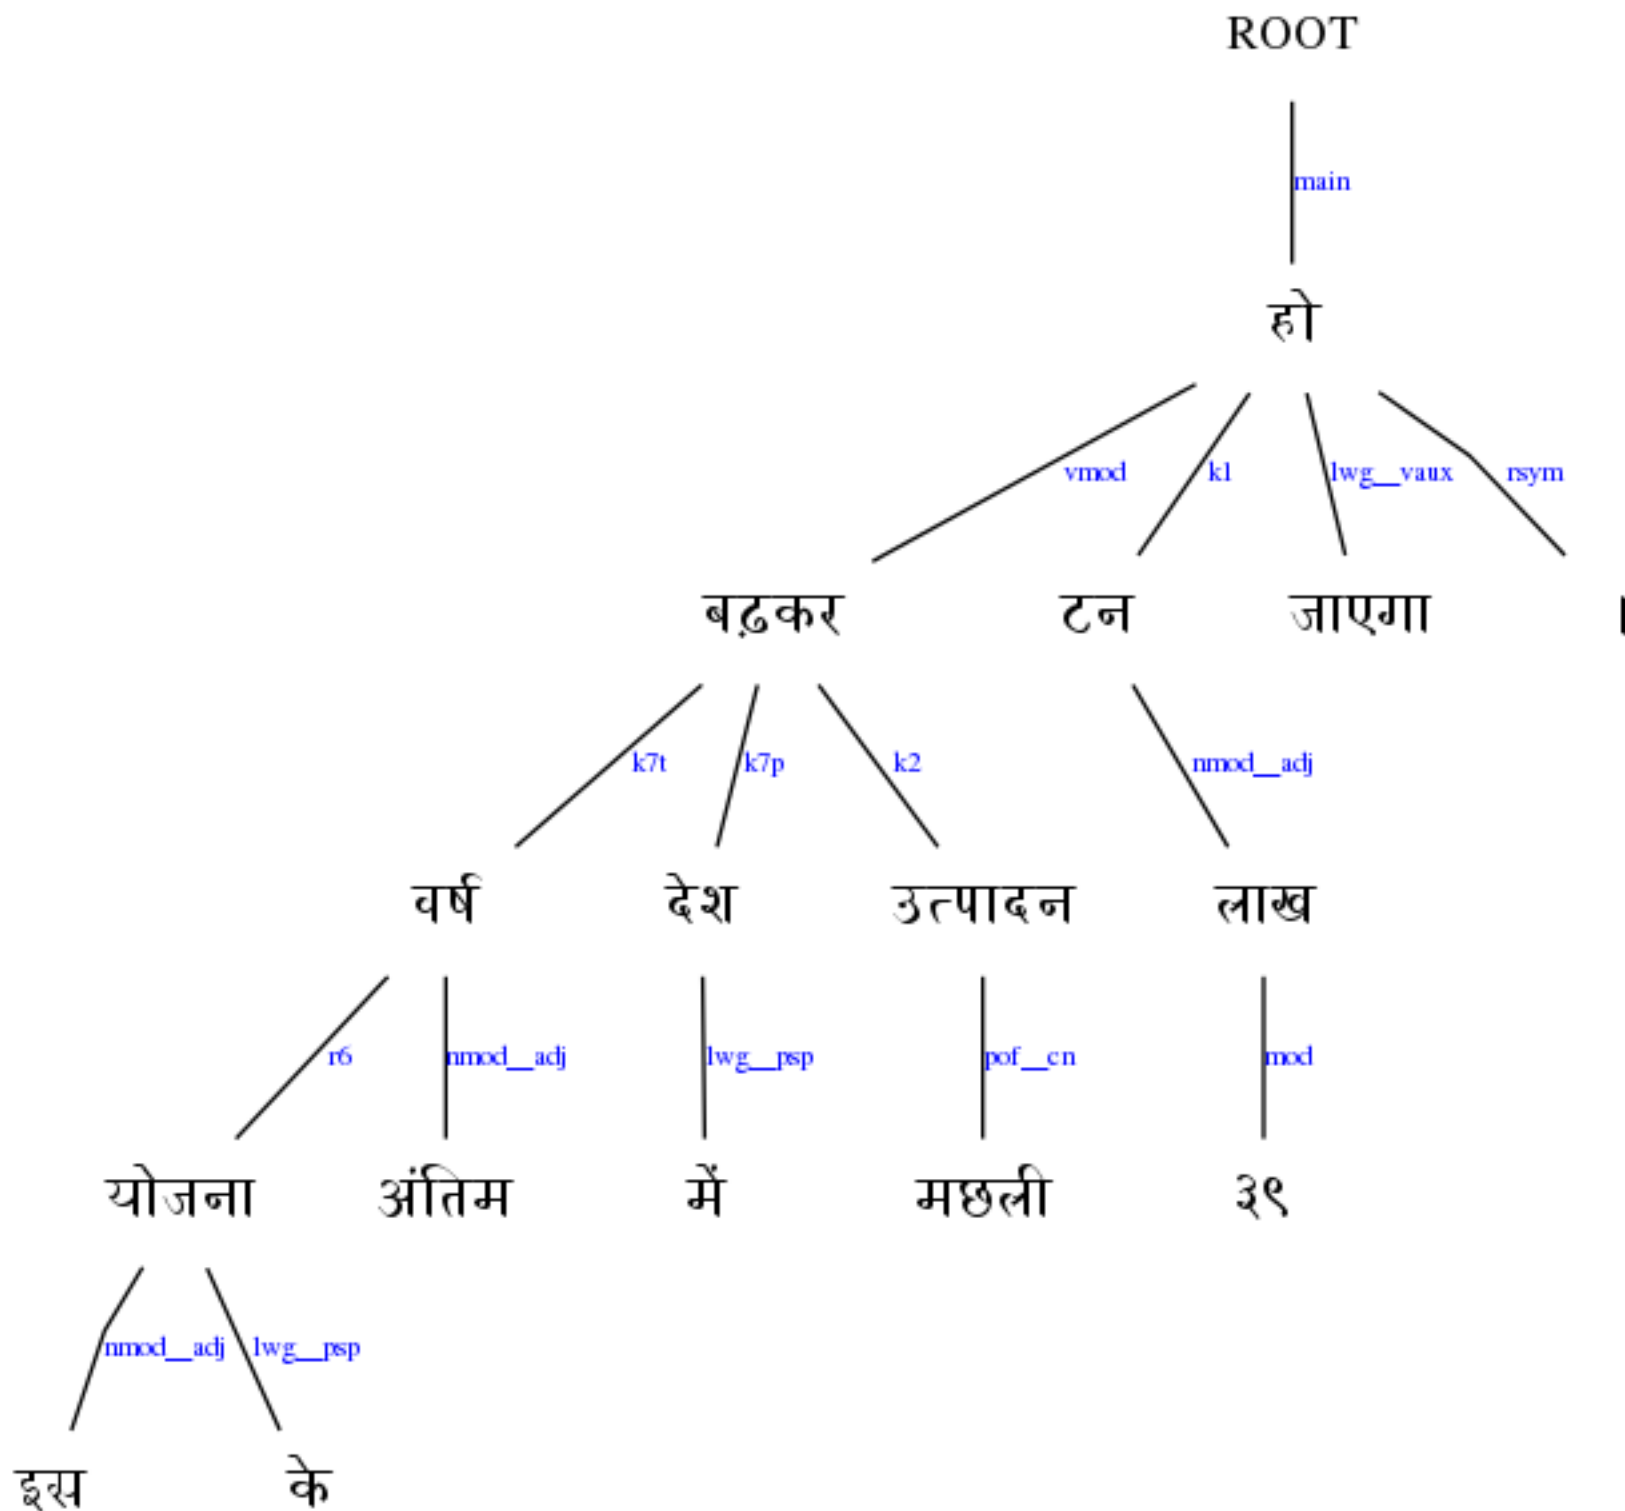 ROOT
main
हो
vmod k1 lwg__vaux rsym
बढ़कर टन जाएगा ।
k7t k7p k2 nmod__adj
वर्ष देश उत्पादन लाख
r6 nmod__adj lwg__psp pof__cn mod
योजना अंतिम में मछली ३९
nmod__adj lwg__psp
इस के